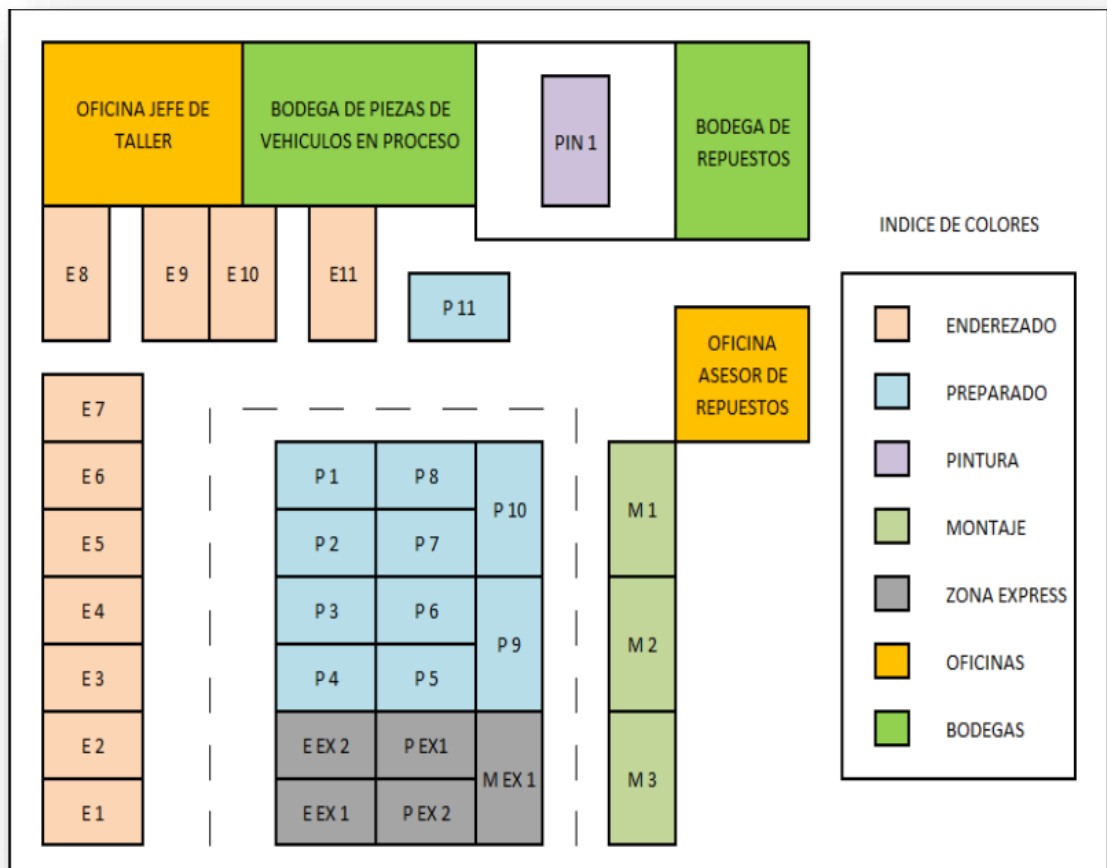 OFICINA JEFE DE
TALLER
BODEGA DE PIEZAS DE
VEHICULOS EN PROCESO
PIN 1
BODEGA DE
REPUESTOS
E 8
E 9
E 10
E11
P 11
OFICINA
ASESOR DE
REPUESTOS
E 7
E 6
E 5
E 4
E 3
E 2
E 1
P 1
P 8
P 10
P 2
P 7
P 3
P 6
P 9
P 4
P 5
E EX 2
P EX1
M EX 1
E EX 1
P EX 2
M 1
M 2
M 3
INDICE DE COLORES
ENDEREZADO
PREPARADO
PINTURA
MONTAJE
ZONA EXPRESS
OFICINAS
BODEGAS